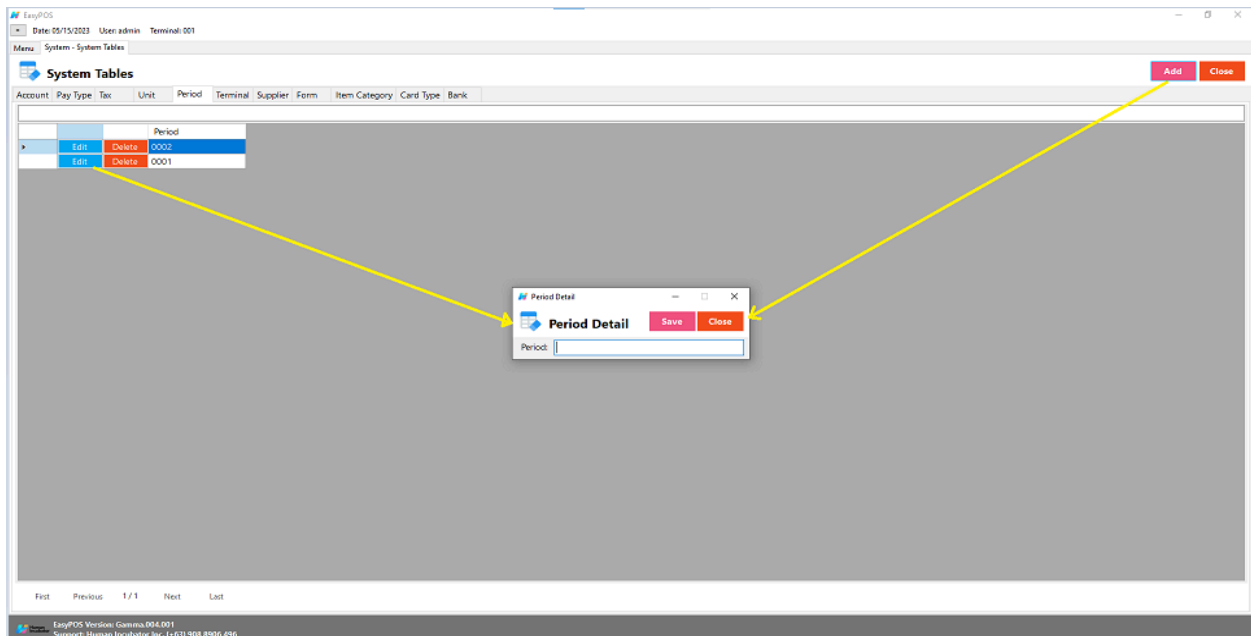 EasyPOS
Date: 05/15/2023 User: admin Terminal: 001
Menu System - System Tables
System Tables Add Close
Account Pay Type Tax Unit Period Terminal Supplier Form Item Category Card Type Bank
Period
Edit Delete 0002
Edit Delete 0001
Period Detail
Period Detail Save Close
Period:
First Previous 1 / 1 Next Last
EasyPOS Version: Gamma.004.001
Support: Human Incubator Inc. (+63) 908 8906 496